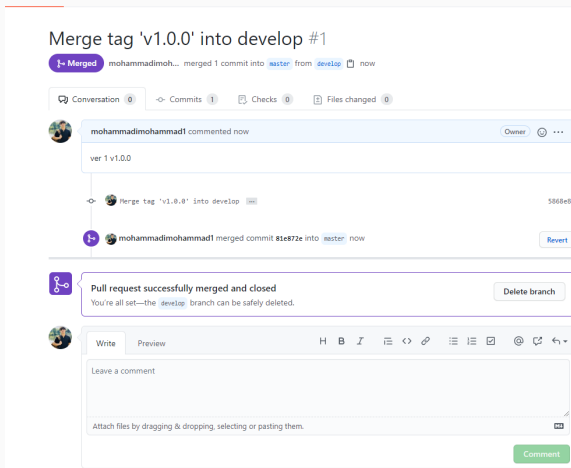 Merge tag 'v1.0.0' into develop #1
Merged mohammadimoh... merged 1 commit into master from develop now
Conversation 0 Commits 1 Checks 0 Files changed 0
mohammadimohammad1 commented now Owner ...
ver 1 v1.0.0
Merge tag 'v1.0.0' into develop ...
mohammadimohammad1 merged commit 81e872e into master now Revert
Pull request successfully merged and closed
You're all set—the develop branch can be safely deleted.
Delete branch
Write Preview H B I
Leave a comment
Attach files by dragging & dropping, selecting or pasting them.
Comment